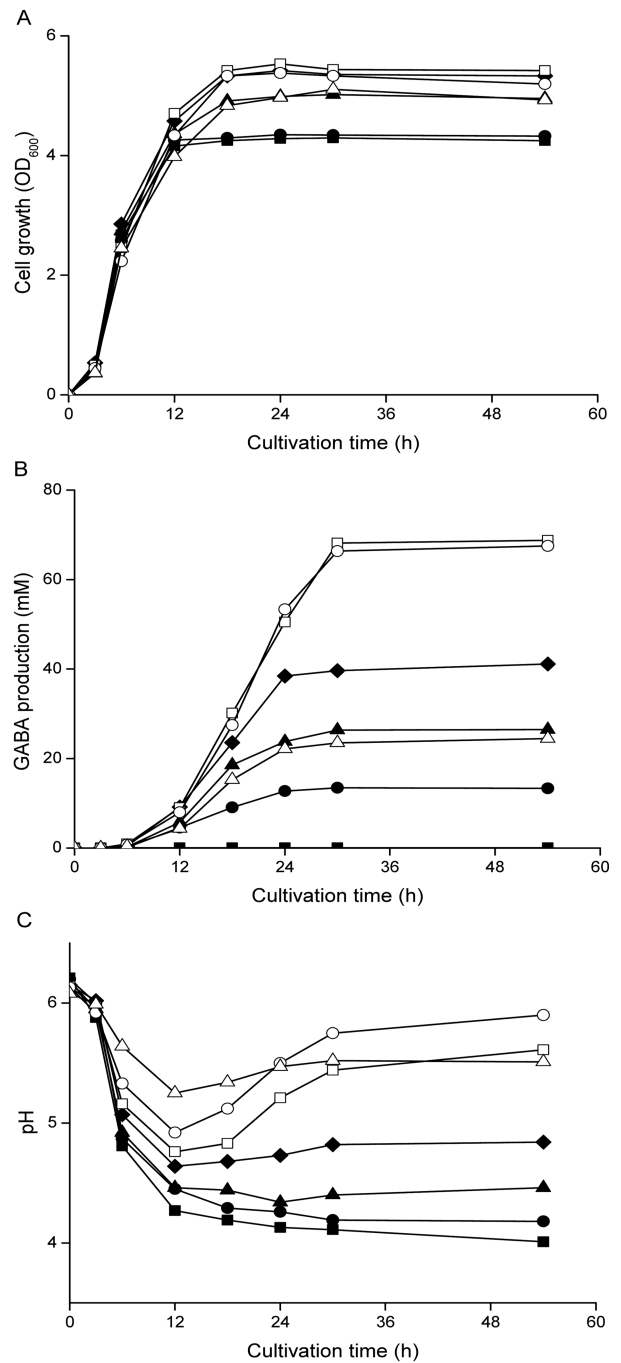 A
6
4
2
0
Cell growth (OD600)
0 12 24 36 48 60
Cultivation time (h)
B
80
60
40
20
0
GABA production (mM)
0 12 24 36 48 60
Cultivation time (h)
C
6
5
4
pH
0 12 24 36 48 60
Cultivation time (h)